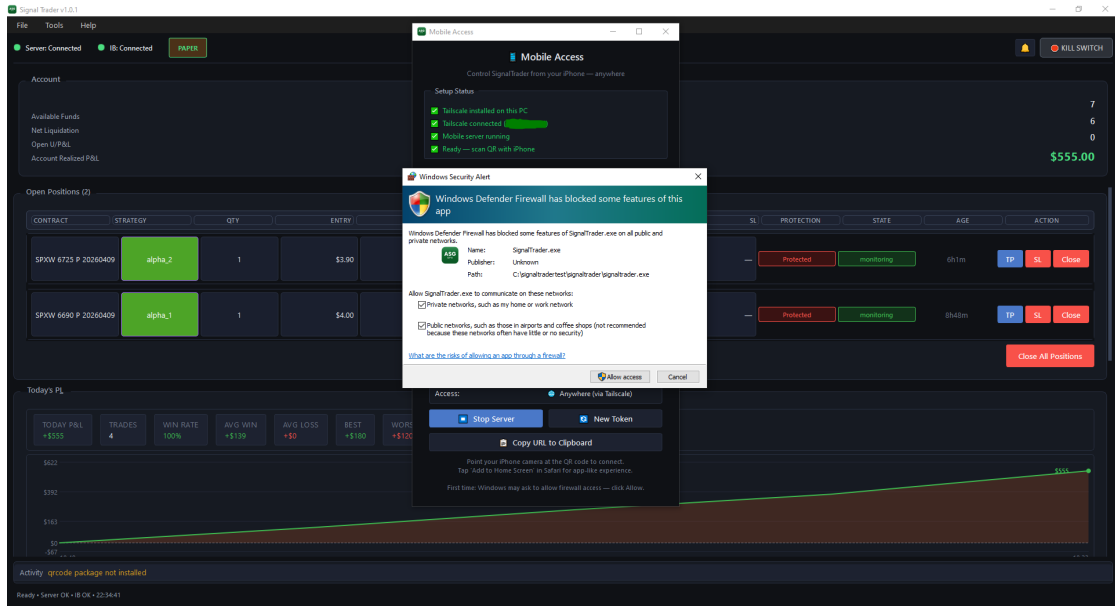 Signal Trader v1.0.1
File Tools Help
Server: Connected IB: Connected PAPER
KILL SWITCH
Account
Available Funds 7
Net Liquidation 6
Open U/P&L 0
Account Realized P&L $555.00
Open Positions (2)
CONTRACT STRATEGY QTY ENTRY SL PROTECTION STATE AGE ACTION
SPXW 6725 P 20260409 alpha_2 1 $3.90 — Protected monitoring 6h1m TP SL Close
SPXW 6690 P 20260409 alpha_1 1 $4.00 — Protected monitoring 6h48m TP SL Close
Close All Positions
Today's PL
TODAY P&L TRADES WIN RATE AVG WIN AVG LOSS BEST WORS
+$555 4 100% +$139 +$0 +$180 +$120
$622
$392
$163
$0
-$67
$555
Activity qrcode package not installed
Ready • Server OK • IB OK • 22:34:41
Mobile Access
Mobile Access
Control SignalTrader from your iPhone — anywhere
Setup Status
Tailscale installed on this PC
Tailscale connected (
Mobile server running
Ready — scan QR with iPhone
Windows Security Alert
Windows Defender Firewall has blocked some features of this
app
Windows Defender Firewall has blocked some features of SignalTrader.exe on all public and
private networks.
ASG
Name: SignalTrader.exe
Publisher: Unknown
Path: C:\signaltradertest\signaltrader\signaltrader.exe
Allow SignalTrader.exe to communicate on these networks:
Private networks, such as my home or work network
Public networks, such as those in airports and coffee shops (not recommended
because these networks often have little or no security)
What are the risks of allowing an app through a firewall?
Allow access Cancel
Access: Anywhere (via Tailscale)
Stop Server New Token
Copy URL to Clipboard
Point your iPhone camera at the QR code to connect.
Tap 'Add to Home Screen' in Safari for app-like experience.
First time: Windows may ask to allow firewall access — click Allow.